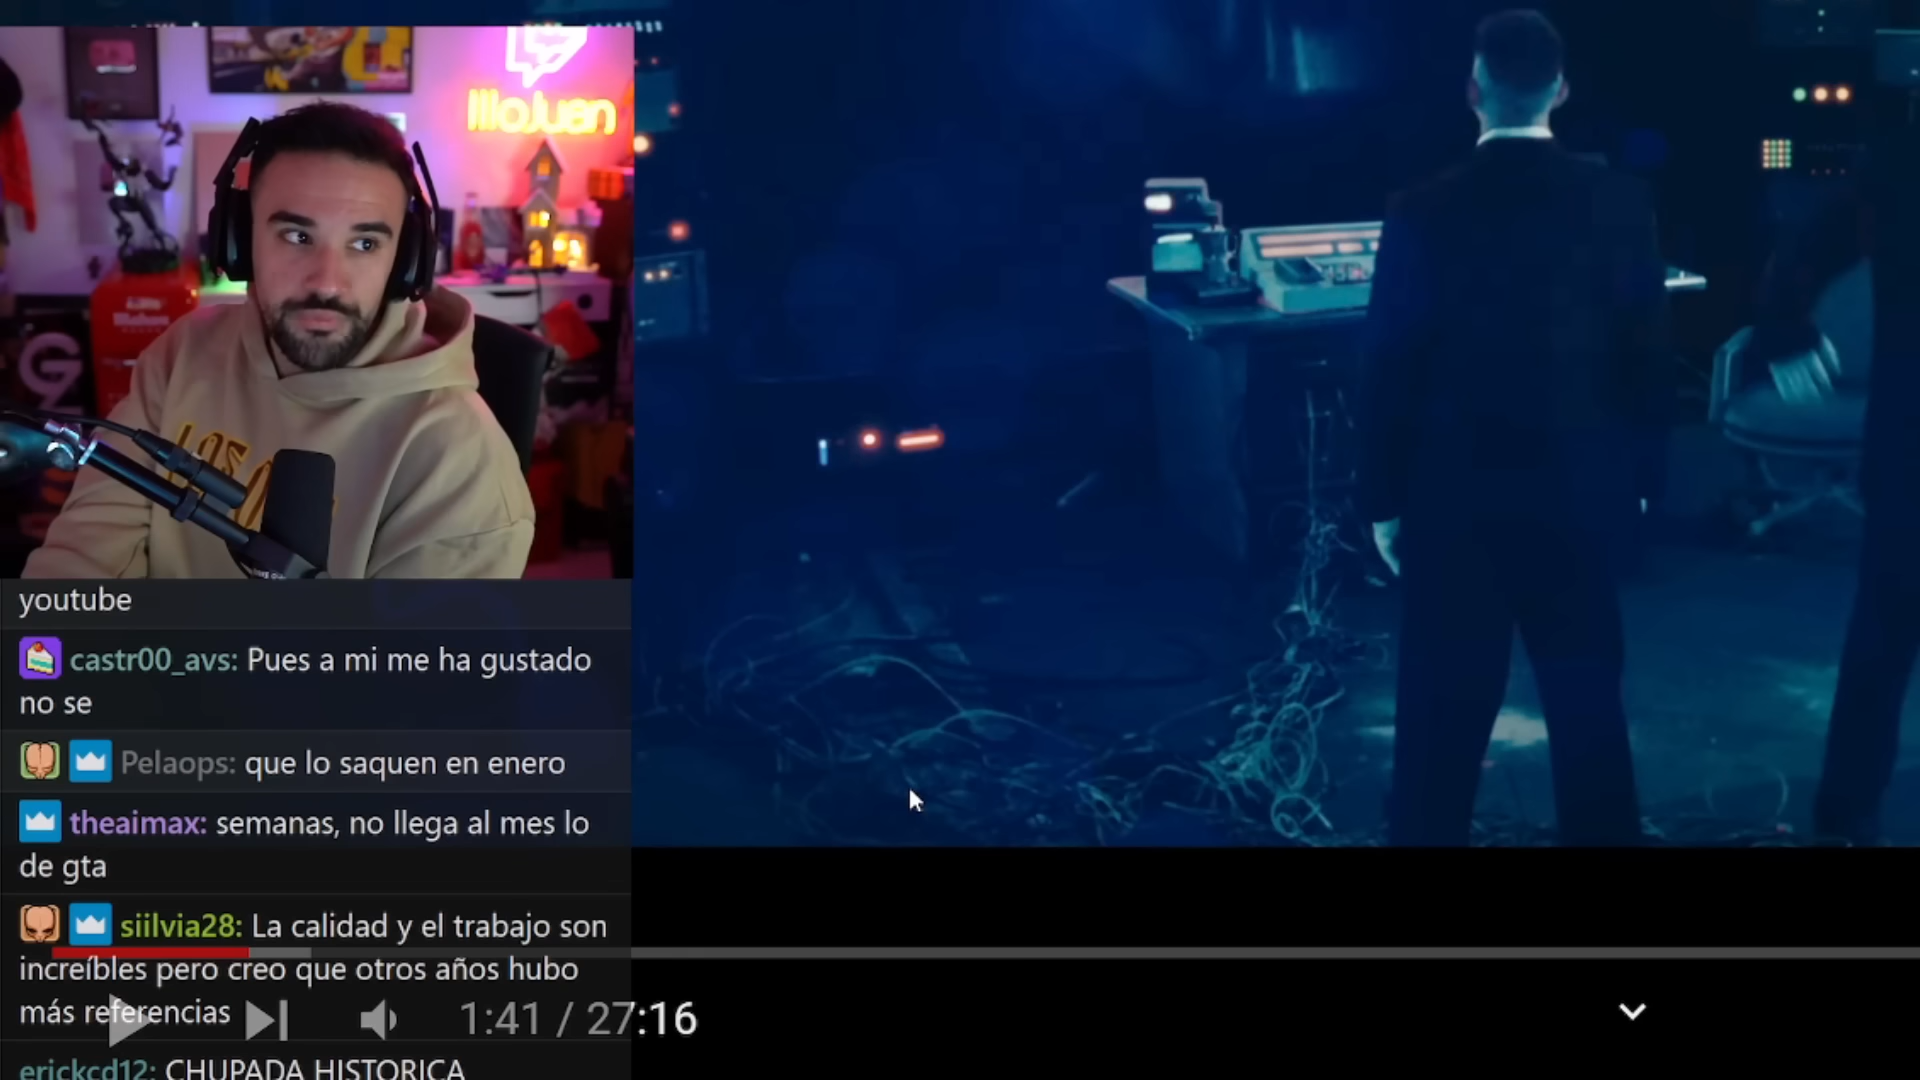 IlloJuan
LOS
youtube
castr00_avs: Pues a mi me ha gustado
no se
Pelaops: que lo saquen en enero
theaimax: semanas, no llega al mes lo
de gta
siilvia28: La calidad y el trabajo son
increíbles pero creo que otros años hubo
más referencias
1:41 / 27:16
erickcd12: CHUPADA HISTORICA